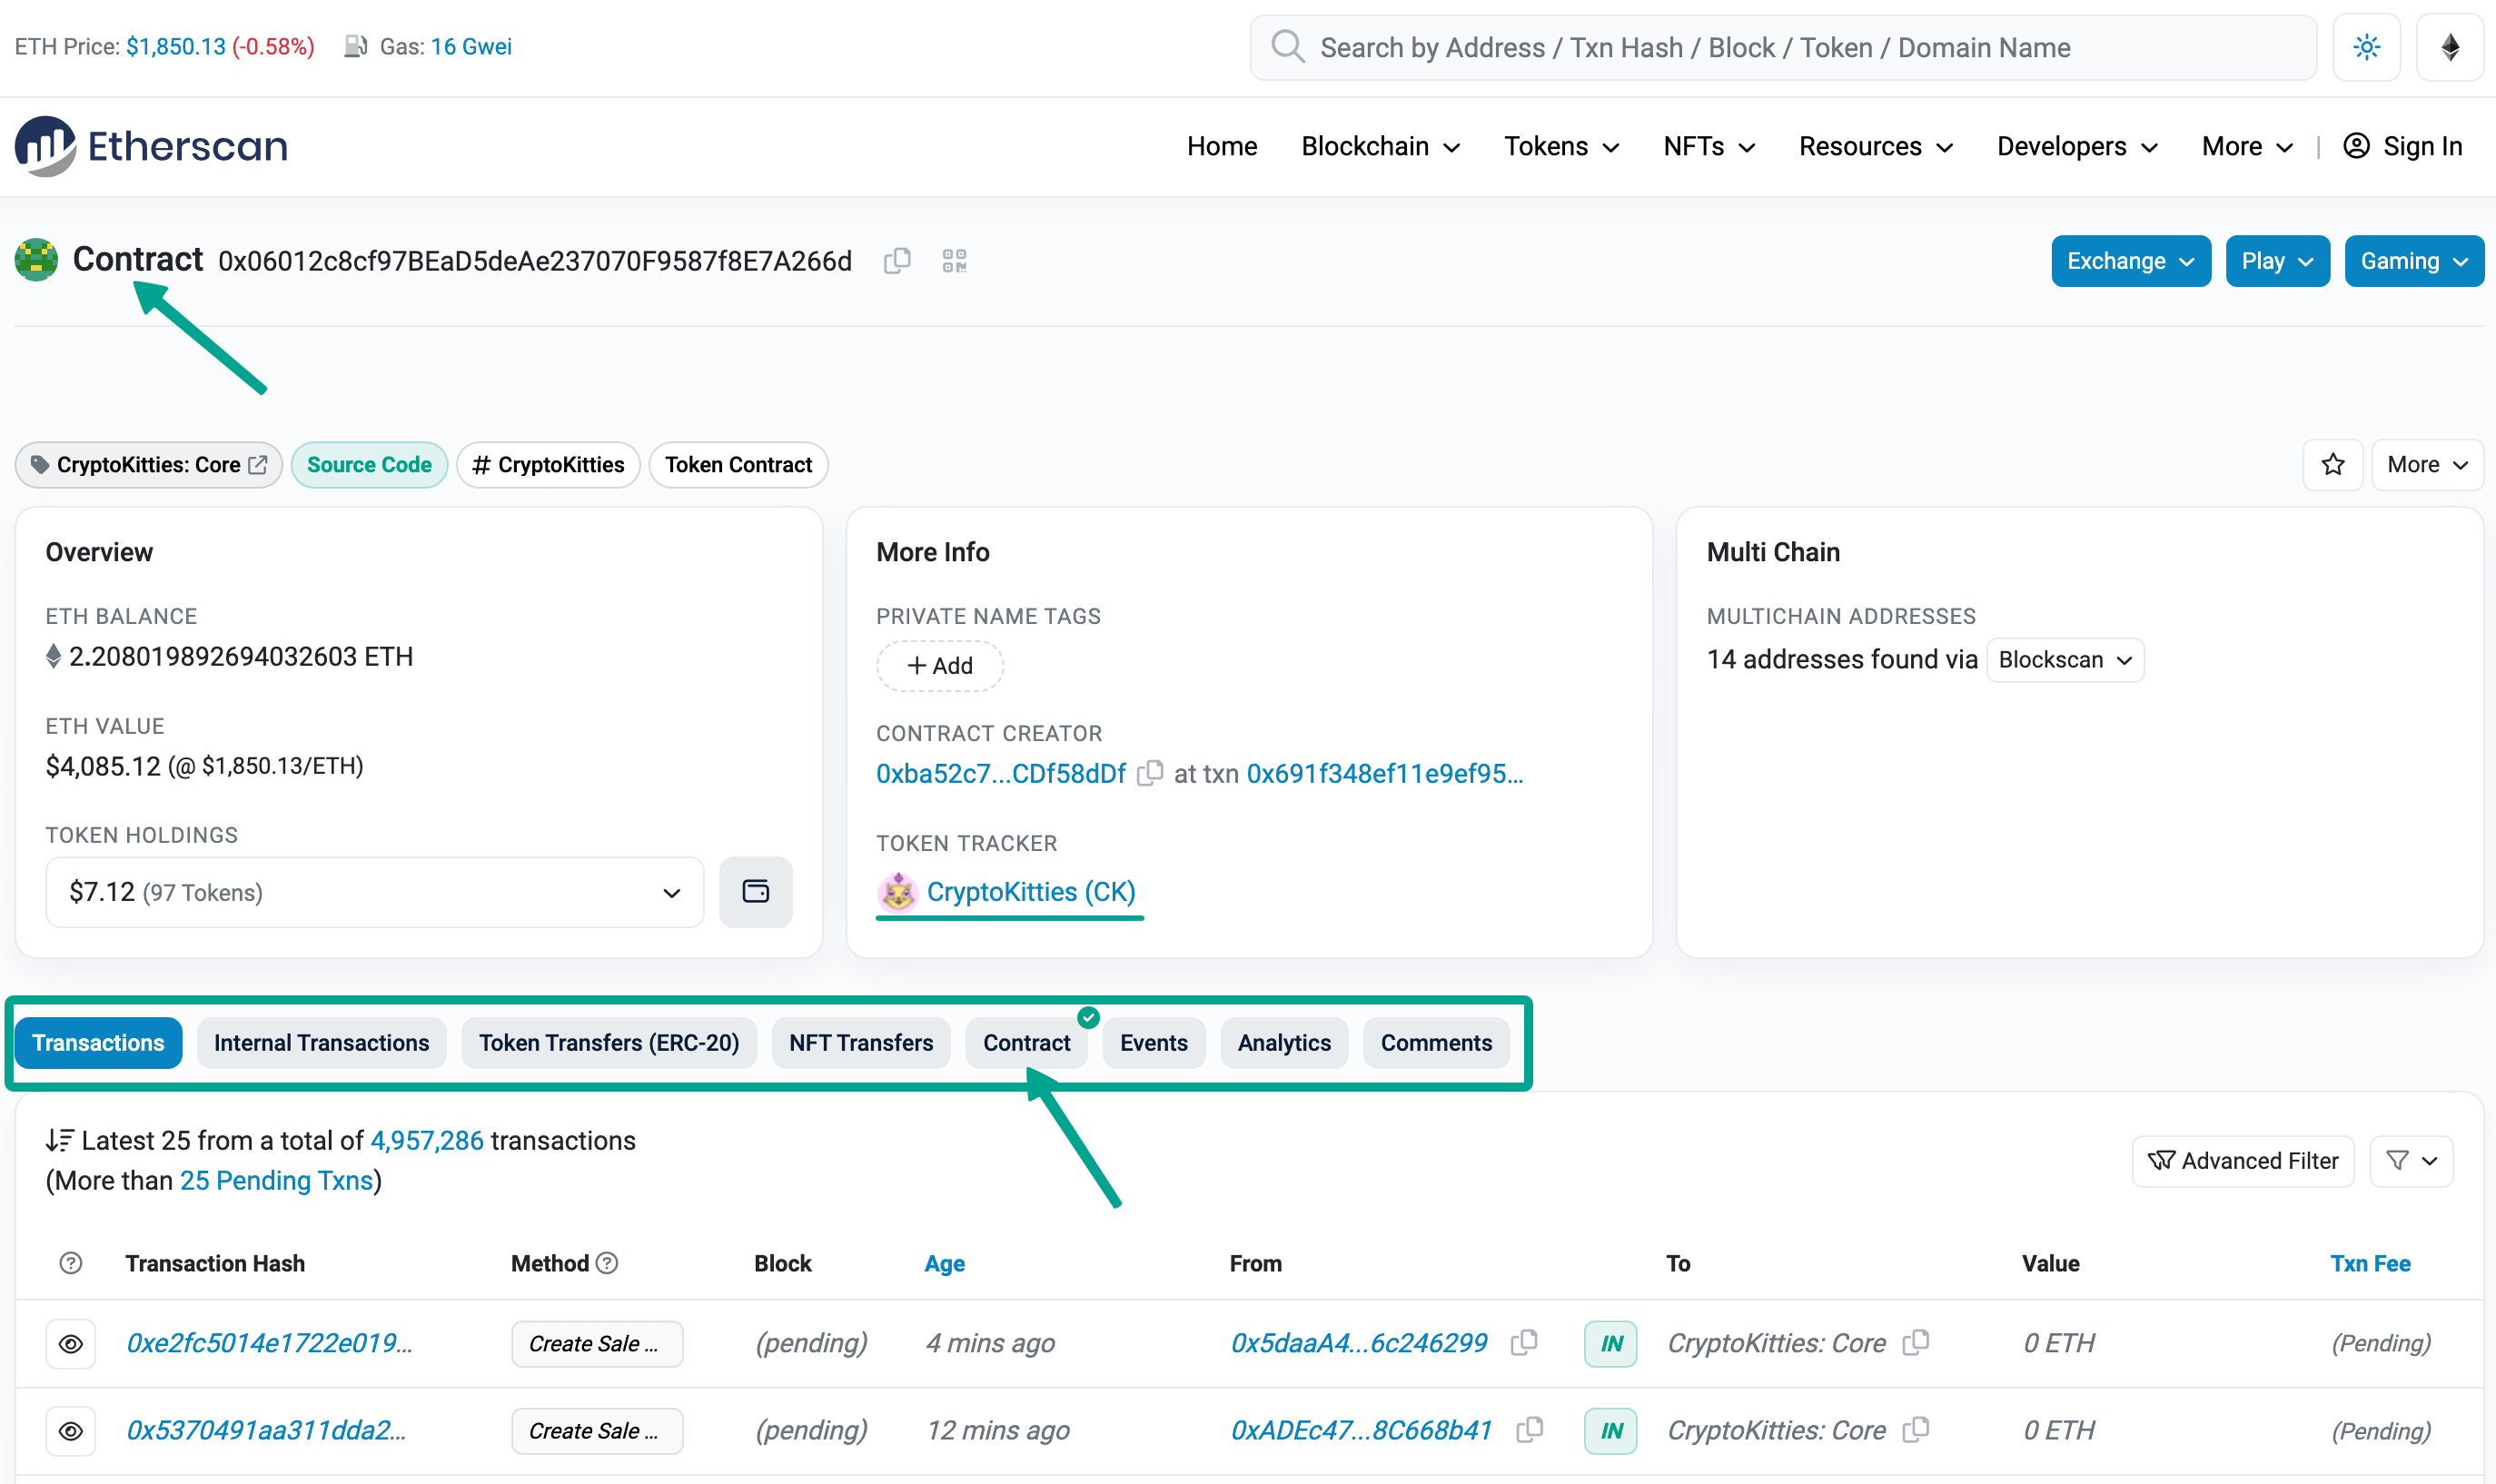 ETH Price: $1,850.13 (-0.58%) Gas: 16 Gwei
Search by Address / Txn Hash / Block / Token / Domain Name
Etherscan
Home Blockchain Tokens NFTs Resources Developers More | Sign In
Contract 0x06012c8cf97BEaD5deAe237070F9587f8E7A266d
Exchange Play Gaming
CryptoKitties: Core Source Code # CryptoKitties Token Contract
More
Overview
ETH BALANCE
2.208019892694032603 ETH
ETH VALUE
$4,085.12 (@ $1,850.13/ETH)
TOKEN HOLDINGS
$7.12 (97 Tokens)
More Info
PRIVATE NAME TAGS
+ Add
CONTRACT CREATOR
0xba52c7...CDf58dDf at txn 0x691f348ef11e9ef95...
TOKEN TRACKER
CryptoKitties (CK)
Multi Chain
MULTICHAIN ADDRESSES
14 addresses found via Blockscan
Transactions Internal Transactions Token Transfers (ERC-20) NFT Transfers Contract Events Analytics Comments
Latest 25 from a total of 4,957,286 transactions
(More than 25 Pending Txns)
Advanced Filter
Transaction Hash Method Block Age From To Value Txn Fee
0xe2fc5014e1722e019... Create Sale ... (pending) 4 mins ago 0x5daaA4...6c246299 IN CryptoKitties: Core 0 ETH (Pending)
0x5370491aa311dda2... Create Sale ... (pending) 12 mins ago 0xADEc47...8C668b41 IN CryptoKitties: Core 0 ETH (Pending)